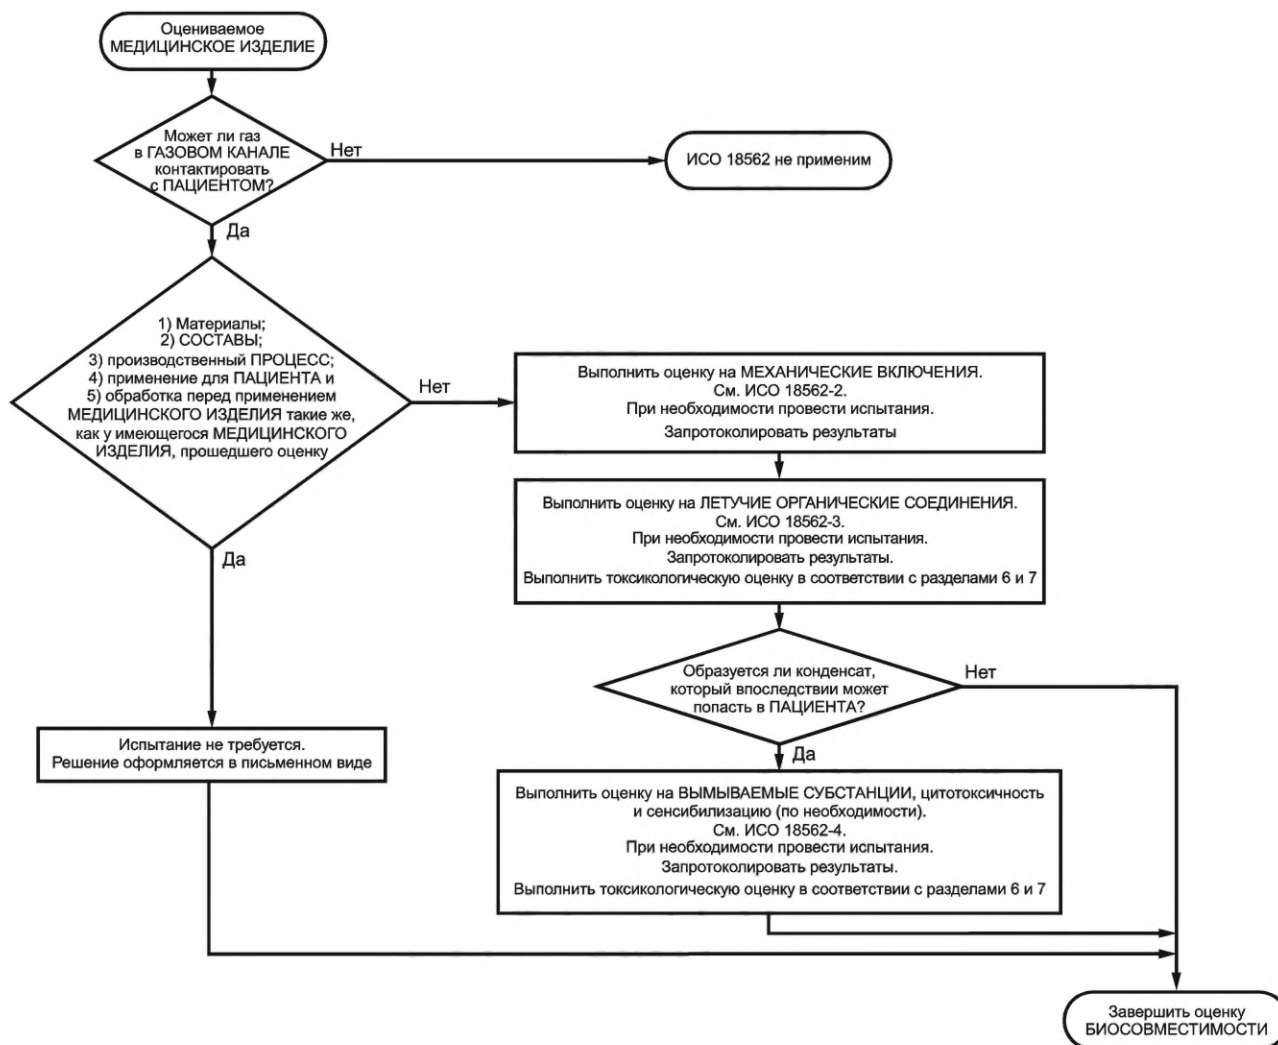 Оцениваемое
МЕДИЦИНСКОЕ ИЗДЕЛИЕ
Может ли газ
в ГАЗОВОМ КАНАЛЕ
контактировать
с ПАЦИЕНТОМ?
Нет
ИСО 18562 не применим
Да
1) Материалы;
2) СОСТАВЫ;
3) производственный ПРОЦЕСС;
4) применение для ПАЦИЕНТА и
5) обработка перед применением
МЕДИЦИНСКОГО ИЗДЕЛИЯ такие же,
как у имеющегося МЕДИЦИНСКОГО
ИЗДЕЛИЯ, прошедшего оценку
Нет
Выполнить оценку на МЕХАНИЧЕСКИЕ ВКЛЮЧЕНИЯ.
См. ИСО 18562-2.
При необходимости провести испытания.
Запротоколировать результаты
Выполнить оценку на ЛЕТУЧИЕ ОРГАНИЧЕСКИЕ СОЕДИНЕНИЯ.
См. ИСО 18562-3.
При необходимости провести испытания.
Запротоколировать результаты.
Выполнить токсикологическую оценку в соответствии с разделами 6 и 7
Да
Образуется ли конденсат,
который впоследствии может
попасть в ПАЦИЕНТА?
Нет
Да
Испытание не требуется.
Решение оформляется в письменном виде
Выполнить оценку на ВЫМЫВАЕМЫЕ СУБСТАНЦИИ, цитотоксичность
и сенсибилизацию (по необходимости).
См. ИСО 18562-4.
При необходимости провести испытания.
Запротоколировать результаты.
Выполнить токсикологическую оценку в соответствии с разделами 6 и 7
Завершить оценку
БИОСОВМЕСТИМОСТИ